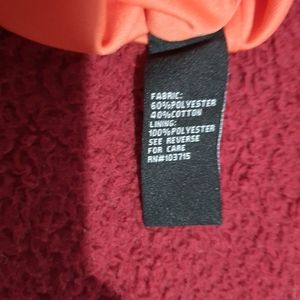 FABRIC:
60%POLYESTER
40%COTTON
LINING:
100%POLYESTER
SEE REVERSE
FOR CARE
RN#103715